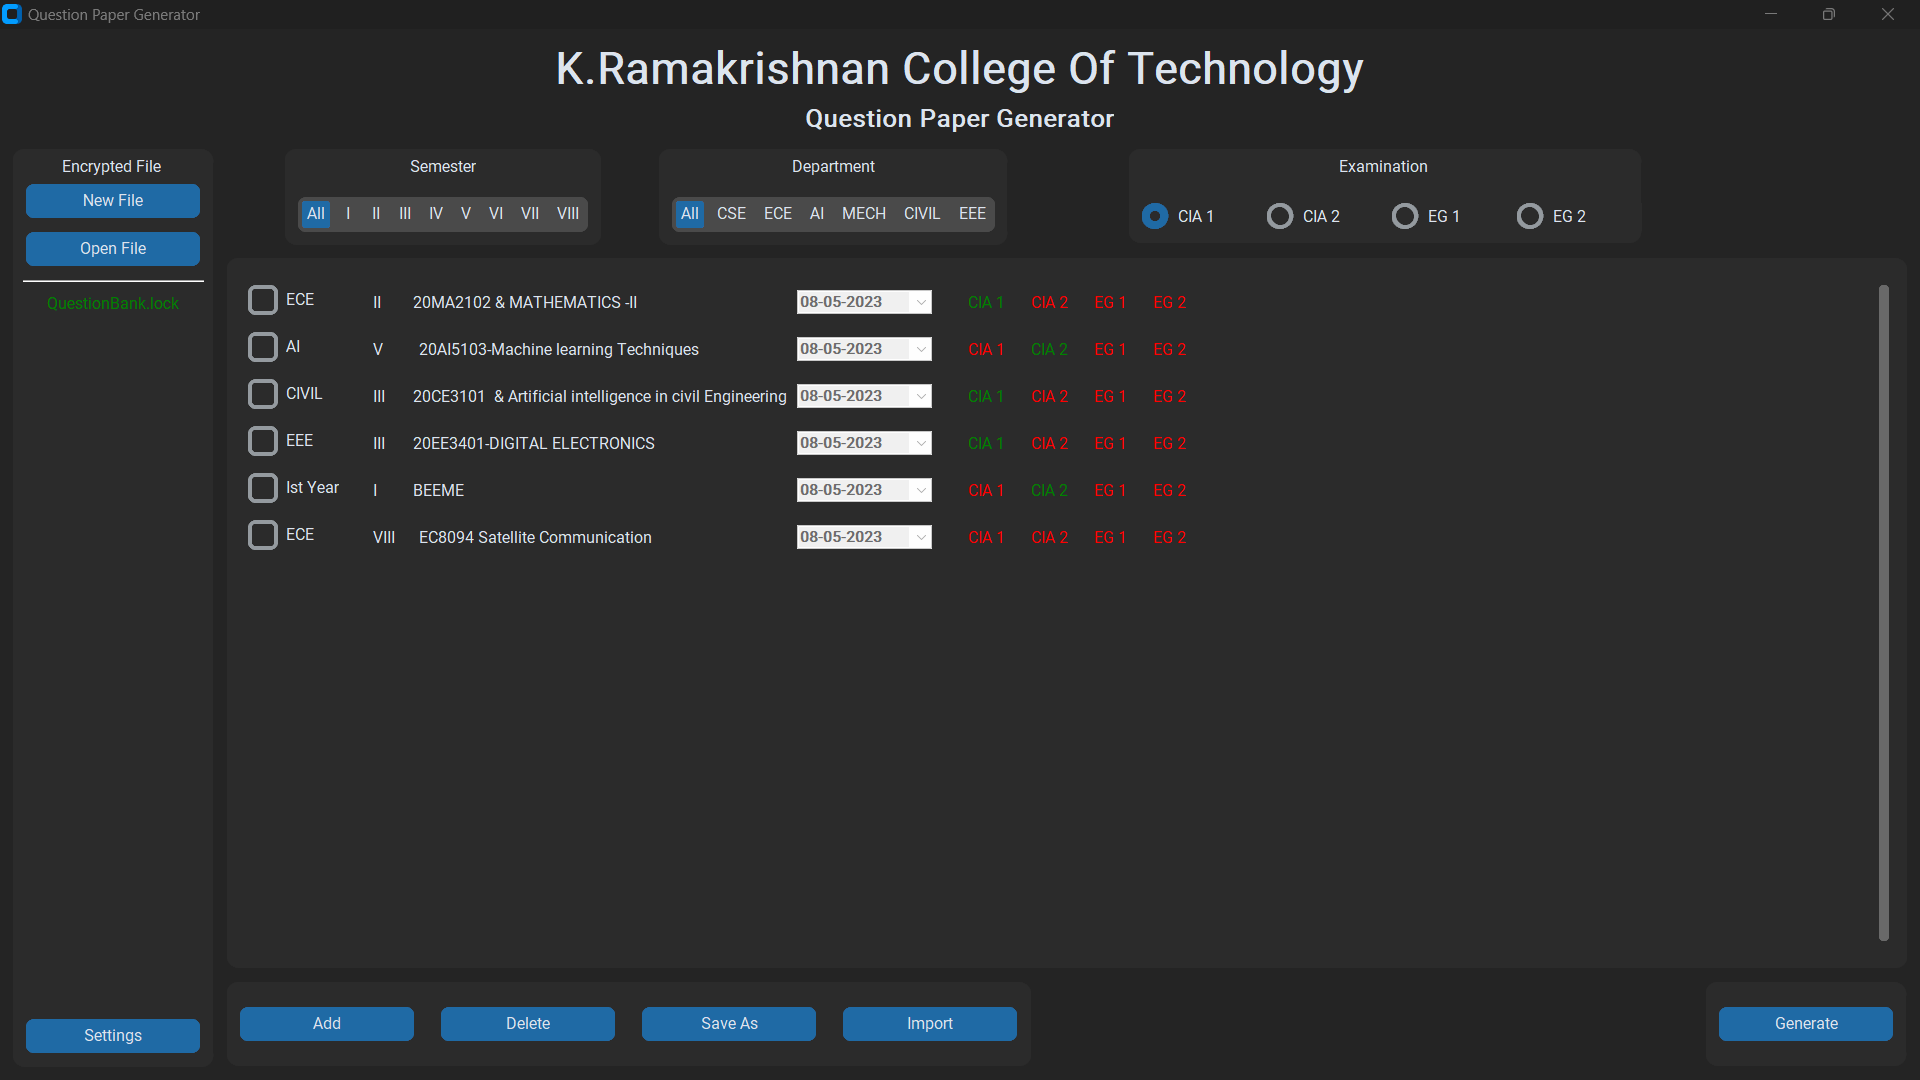 Question Paper Generator
K.Ramakrishnan College Of Technology
Question Paper Generator
Encrypted File
New File
Open File
QuestionBank.lock
Settings
Semester
All I II III IV V VI VII VIII
Department
All CSE ECE AI MECH CIVIL EEE
Examination
CIA 1 CIA 2 EG 1 EG 2
ECE II 20MA2102 & MATHEMATICS -II 08-05-2023 CIA 1 CIA 2 EG 1 EG 2
AI V 20AI5103-Machine learning Techniques 08-05-2023 CIA 1 CIA 2 EG 1 EG 2
CIVIL III 20CE3101 & Artificial intelligence in civil Engineering 08-05-2023 CIA 1 CIA 2 EG 1 EG 2
EEE III 20EE3401-DIGITAL ELECTRONICS 08-05-2023 CIA 1 CIA 2 EG 1 EG 2
Ist Year I BEEME 08-05-2023 CIA 1 CIA 2 EG 1 EG 2
ECE VIII EC8094 Satellite Communication 08-05-2023 CIA 1 CIA 2 EG 1 EG 2
Add Delete Save As Import Generate